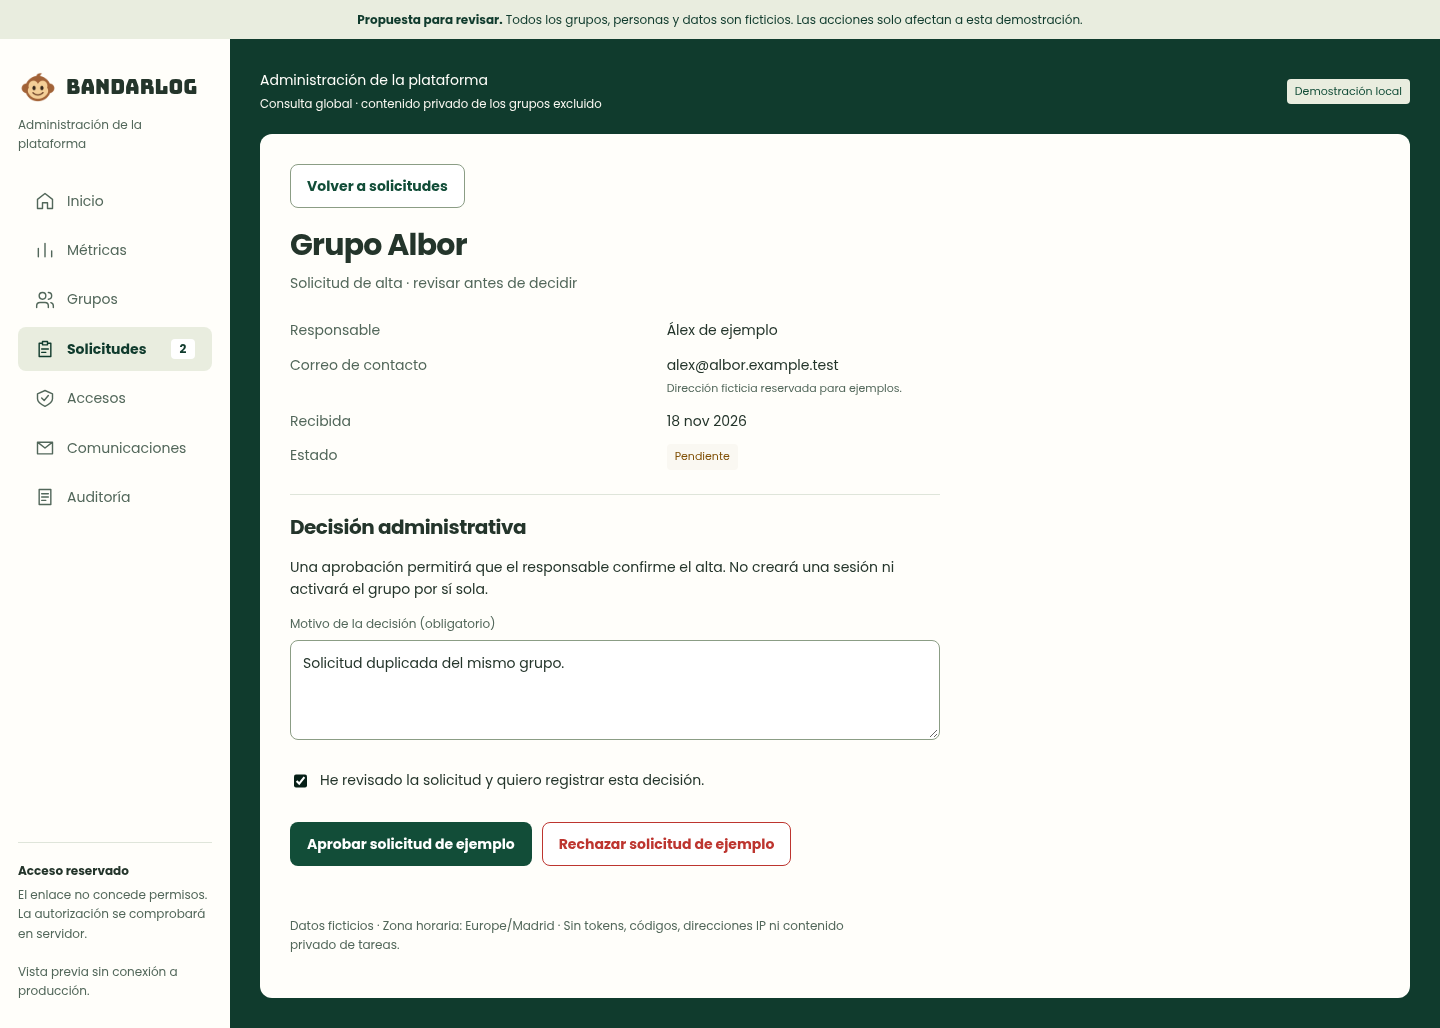 Propuesta para revisar. Todos los grupos, personas y datos son ficticios. Las acciones solo afectan a esta demostración.
BANDARLOG
Administración de la
plataforma
Inicio
Métricas
Grupos
Solicitudes 2
Accesos
Comunicaciones
Auditoría
Acceso reservado
El enlace no concede permisos.
La autorización se comprobará
en servidor.
Vista previa sin conexión a
producción.
Administración de la plataforma
Consulta global · contenido privado de los grupos excluido
Demostración local
Volver a solicitudes
Grupo Albor
Solicitud de alta · revisar antes de decidir
Responsable Álex de ejemplo
Correo de contacto alex@albor.example.test
Dirección ficticia reservada para ejemplos.
Recibida 18 nov 2026
Estado Pendiente
Decisión administrativa
Una aprobación permitirá que el responsable confirme el alta. No creará una sesión ni
activará el grupo por sí sola.
Motivo de la decisión (obligatorio)
Solicitud duplicada del mismo grupo.
He revisado la solicitud y quiero registrar esta decisión.
Aprobar solicitud de ejemplo
Rechazar solicitud de ejemplo
Datos ficticios · Zona horaria: Europe/Madrid · Sin tokens, códigos, direcciones IP ni contenido
privado de tareas.